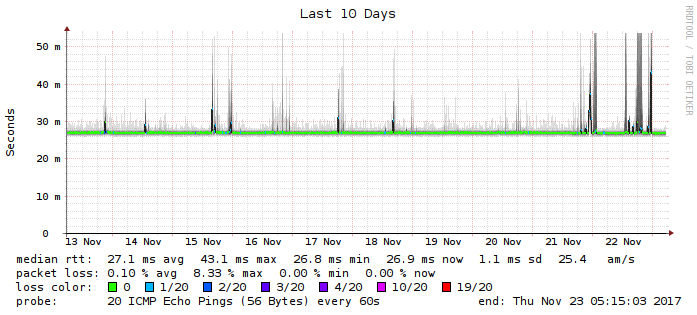 Last 10 Days
RRDTOOL / TOBI OETIKER
Seconds
50 m
40 m
30 m
20 m
10 m
0
13 Nov 14 Nov 15 Nov 16 Nov 17 Nov 18 Nov 19 Nov 20 Nov 21 Nov 22 Nov
median rtt: 27.1 ms avg 43.1 ms max 26.8 ms min 26.9 ms now 1.1 ms sd 25.4 am/s
packet loss: 0.10 % avg 8.33 % max 0.00 % min 0.00 % now
loss color: 0 1/20 2/20 3/20 4/20 10/20 19/20
probe: 20 ICMP Echo Pings (56 Bytes) every 60s end: Thu Nov 23 05:15:03 2017